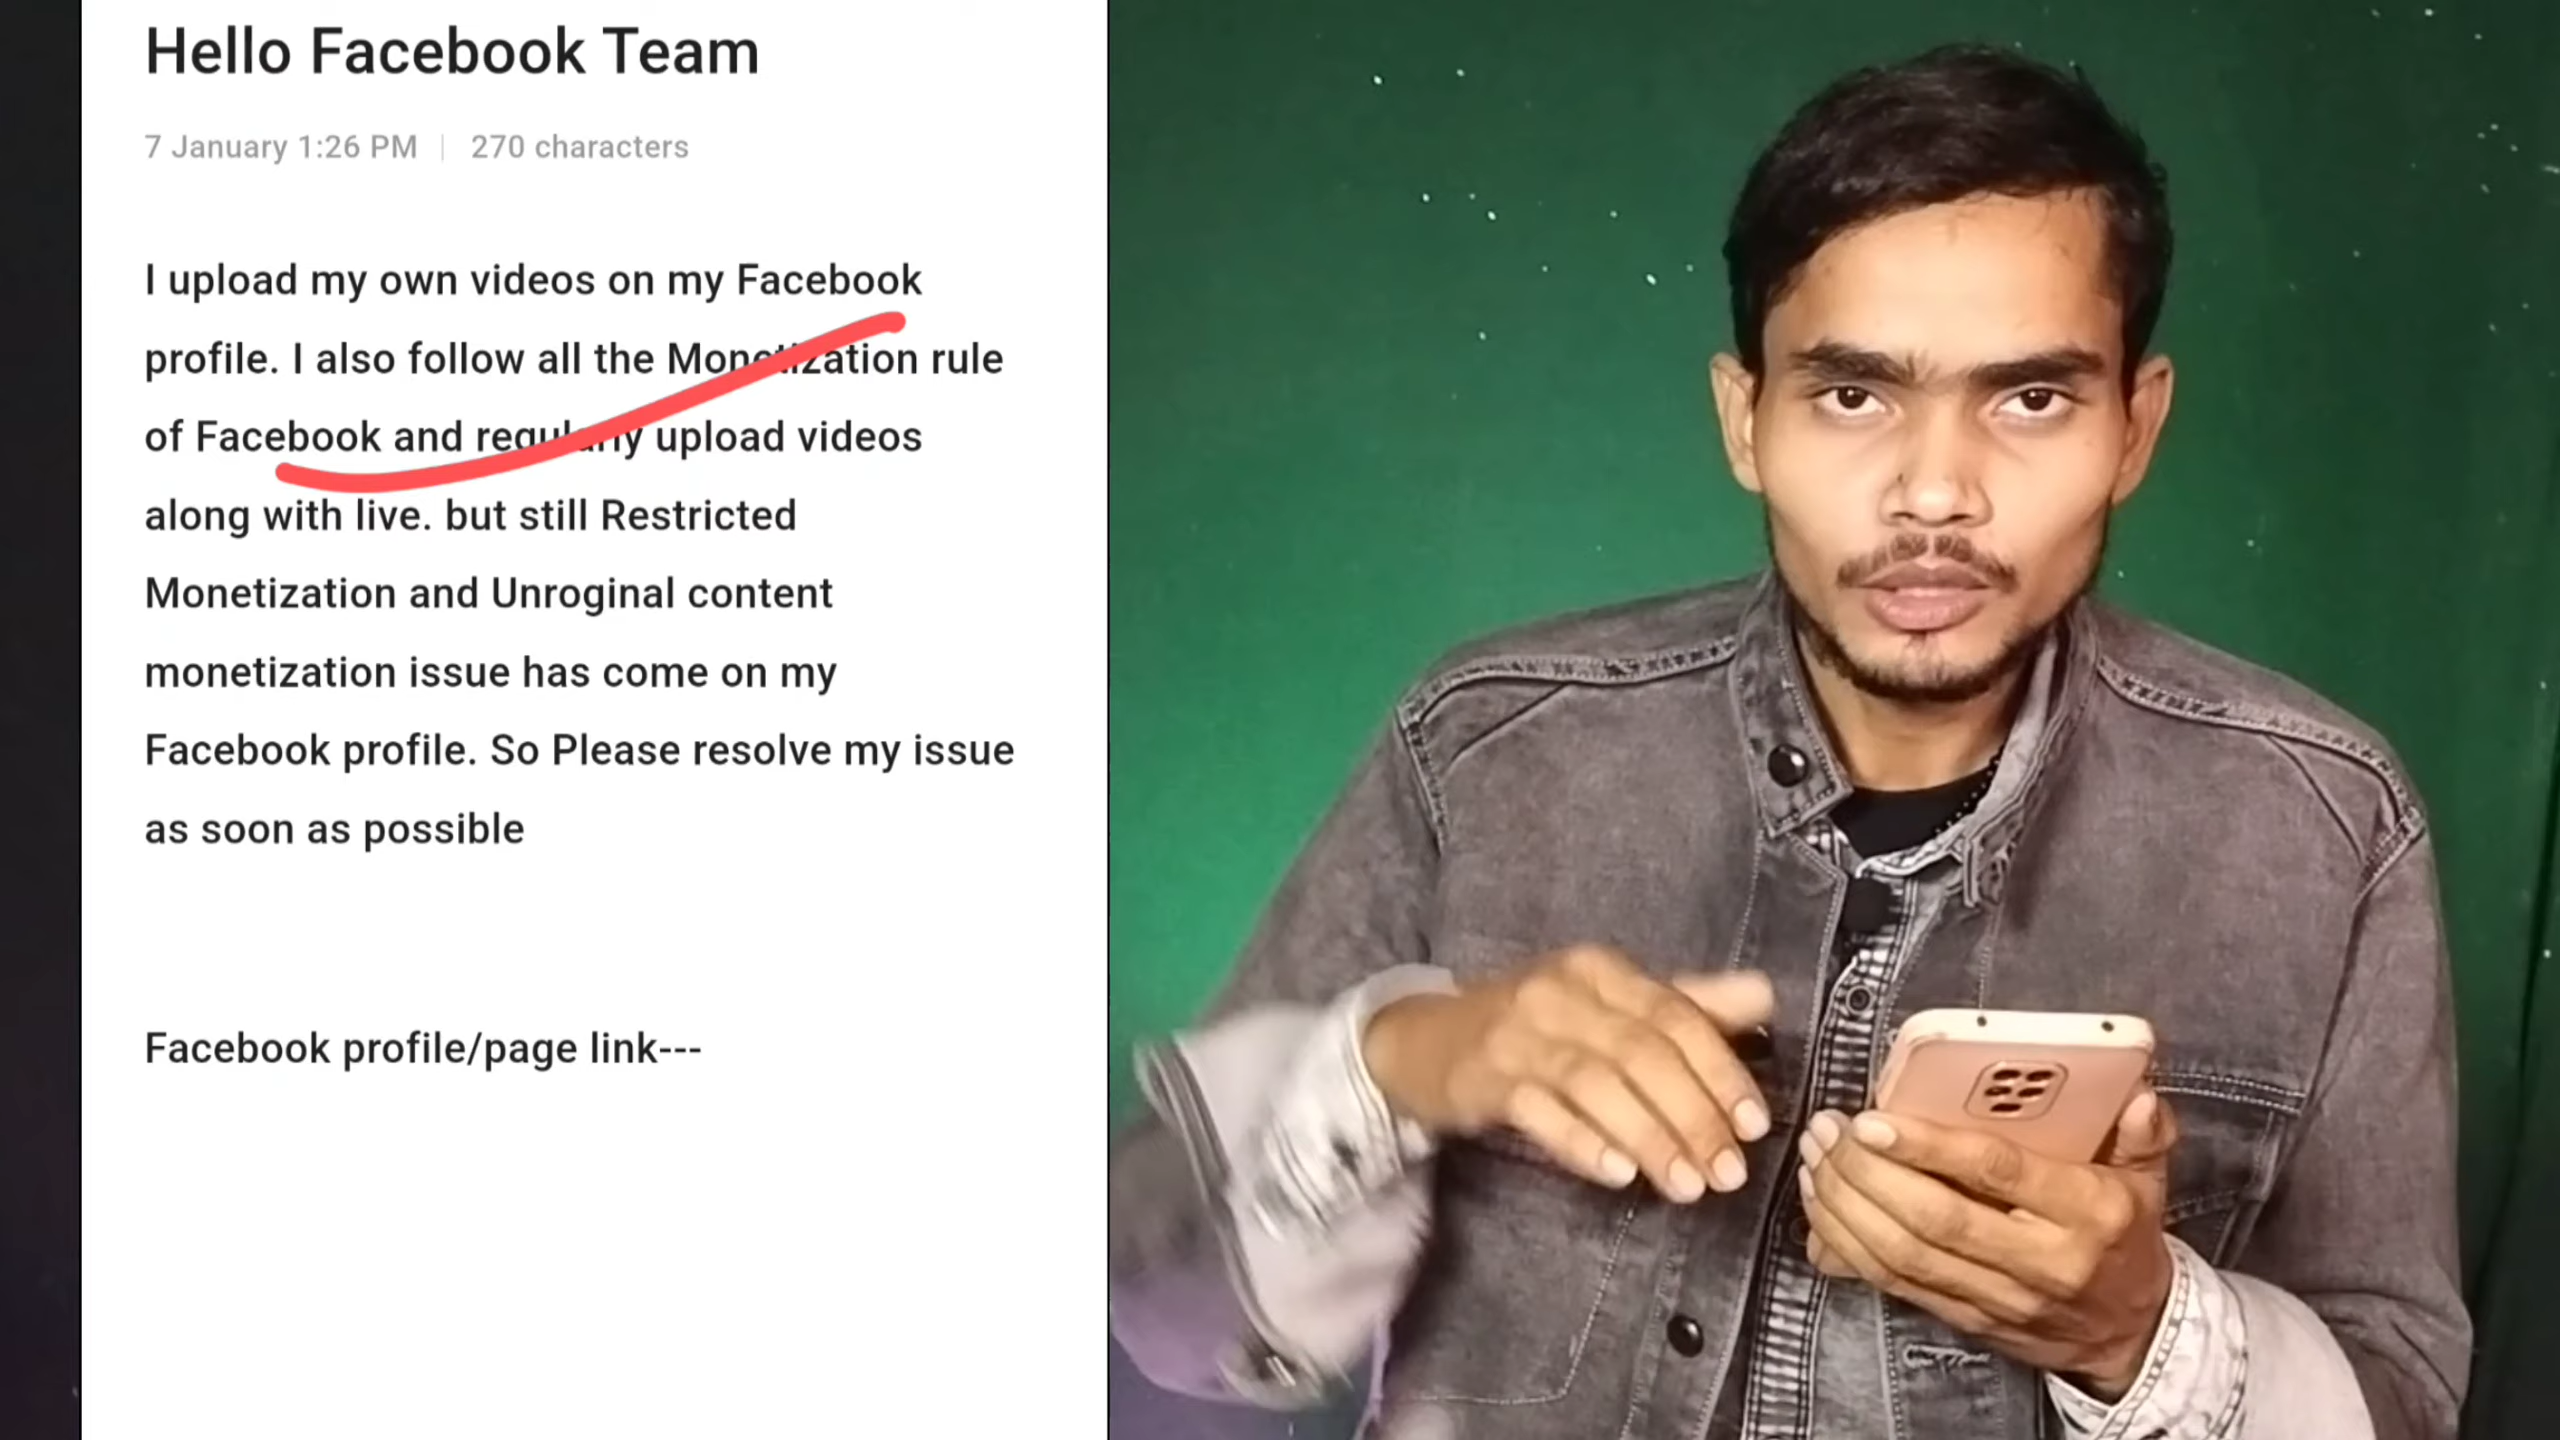 Hello Facebook Team
7 January 1:26 PM | 270 characters
I upload my own videos on my Facebook
profile. I also follow all the Monetization rule
of Facebook and regularly upload videos
along with live. but still Restricted
Monetization and Unroginal content
monetization issue has come on my
Facebook profile. So Please resolve my issue
as soon as possible
Facebook profile/page link---